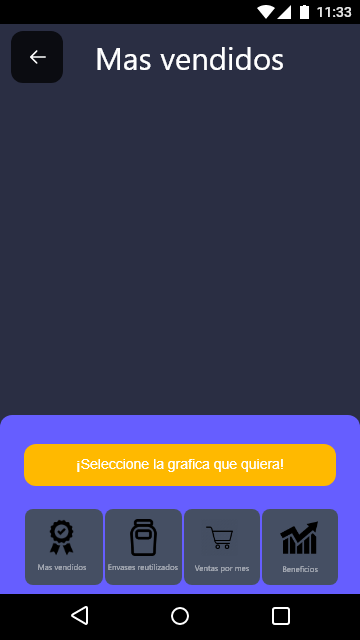 11:33
Mas vendidos
¡Seleccione la grafica que quiera!
Mas vendidos
Envases reutilizados
Ventas por mes
Beneficios